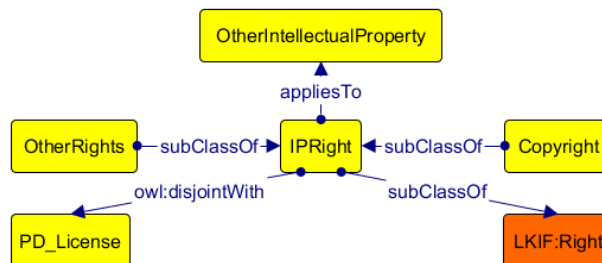 OtherIntellectualProperty
appliesTo
OtherRights
subClassOf
IPRight
subClassOf
Copyright
owl:disjointWith
subClassOf
PD_License
LKIF:Right